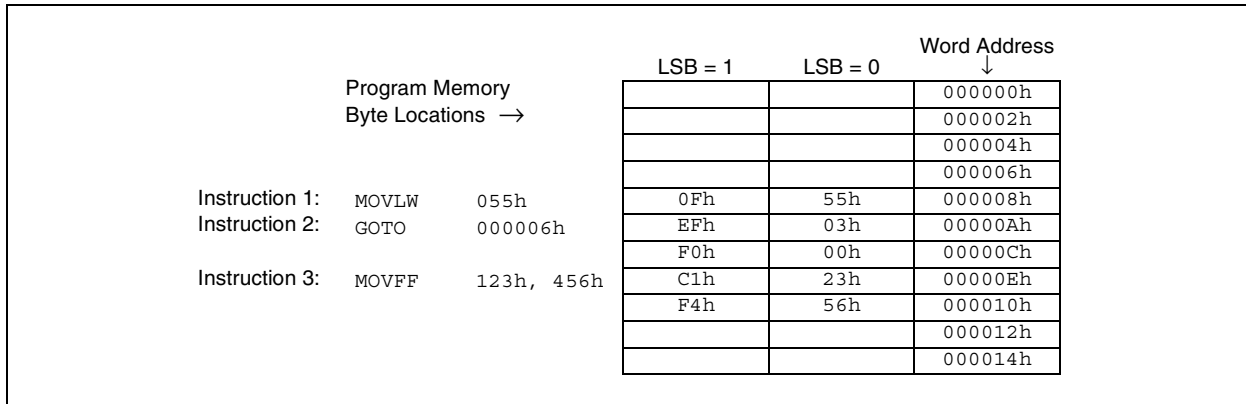 Word Address
LSB = 1 LSB = 0 ↓
Program Memory 000000h
Byte Locations → 000002h
000004h
000006h
Instruction 1: MOVLW 055h 0Fh 55h 000008h
Instruction 2: GOTO 000006h EFh 03h 00000Ah
F0h 00h 00000Ch
Instruction 3: MOVFF 123h, 456h C1h 23h 00000Eh
F4h 56h 000010h
000012h
000014h